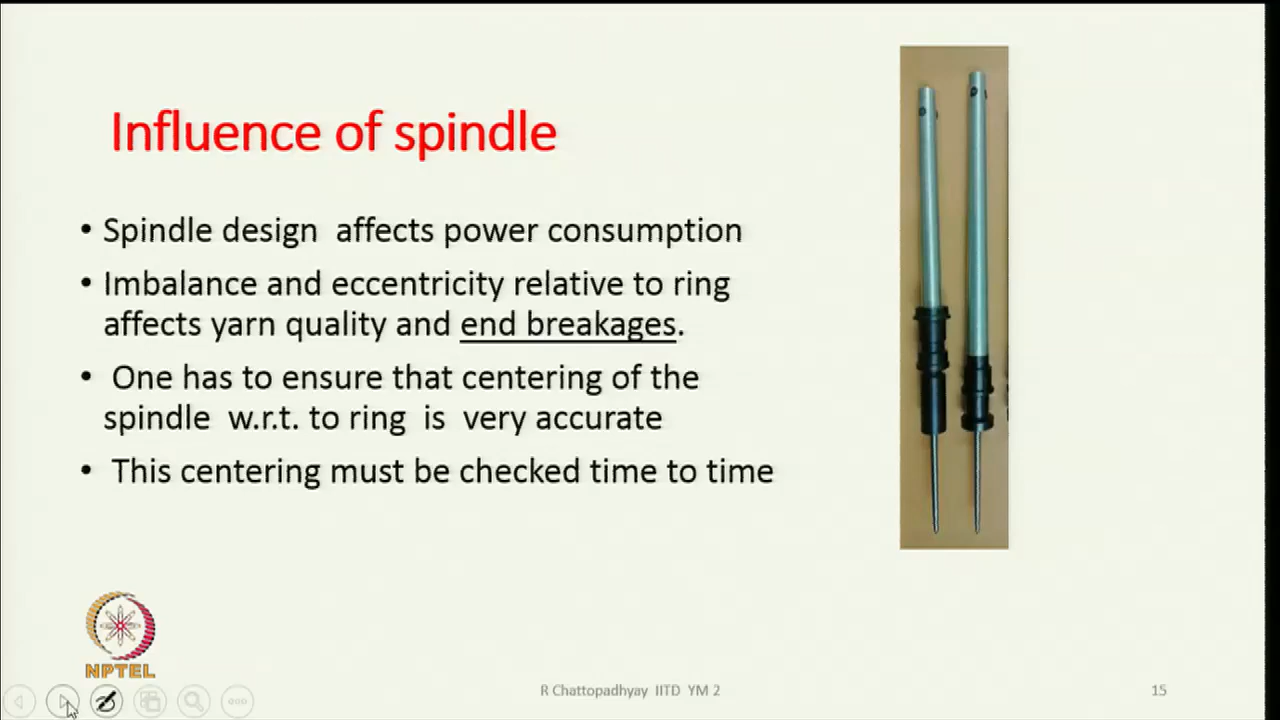 Influence of spindle
• Spindle design affects power consumption
• Imbalance and eccentricity relative to ring
affects yarn quality and end breakages.
• One has to ensure that centering of the
spindle w.r.t. to ring is very accurate
• This centering must be checked time to time
NPTEL
R Chattopadhyay IITD YM 2
15